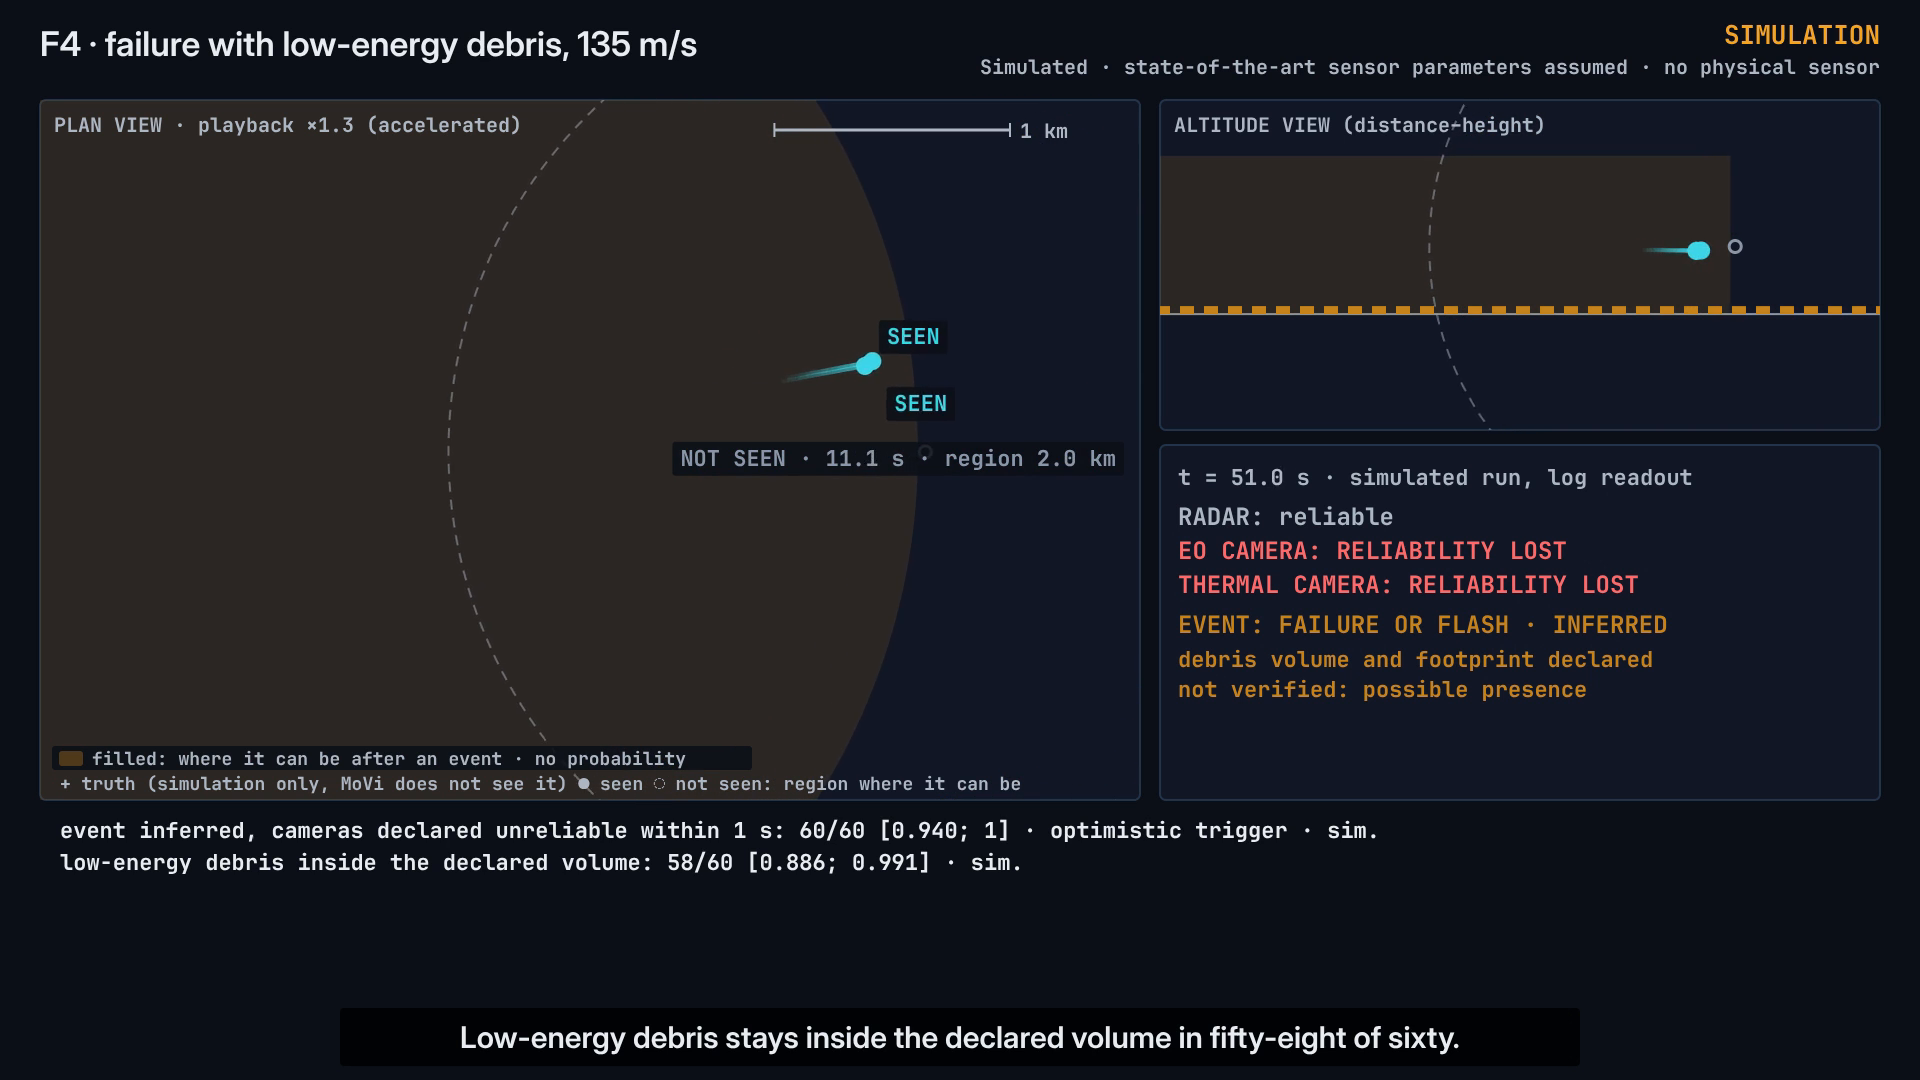 F4 · failure with low-energy debris, 135 m/s
SIMULATION
Simulated · state-of-the-art sensor parameters assumed · no physical sensor
PLAN VIEW · playback ×1.3 (accelerated)
1 km
SEEN
SEEN
NOT SEEN · 11.1 s · region 2.0 km
filled: where it can be after an event · no probability
+ truth (simulation only, MoVi does not see it) seen not seen: region where it can be
ALTITUDE VIEW (distance-height)
t = 51.0 s · simulated run, log readout
RADAR: reliable
EO CAMERA: RELIABILITY LOST
THERMAL CAMERA: RELIABILITY LOST
EVENT: FAILURE OR FLASH · INFERRED
debris volume and footprint declared
not verified: possible presence
event inferred, cameras declared unreliable within 1 s: 60/60 [0.940; 1] · optimistic trigger · sim.
low-energy debris inside the declared volume: 58/60 [0.886; 0.991] · sim.
Low-energy debris stays inside the declared volume in fifty-eight of sixty.